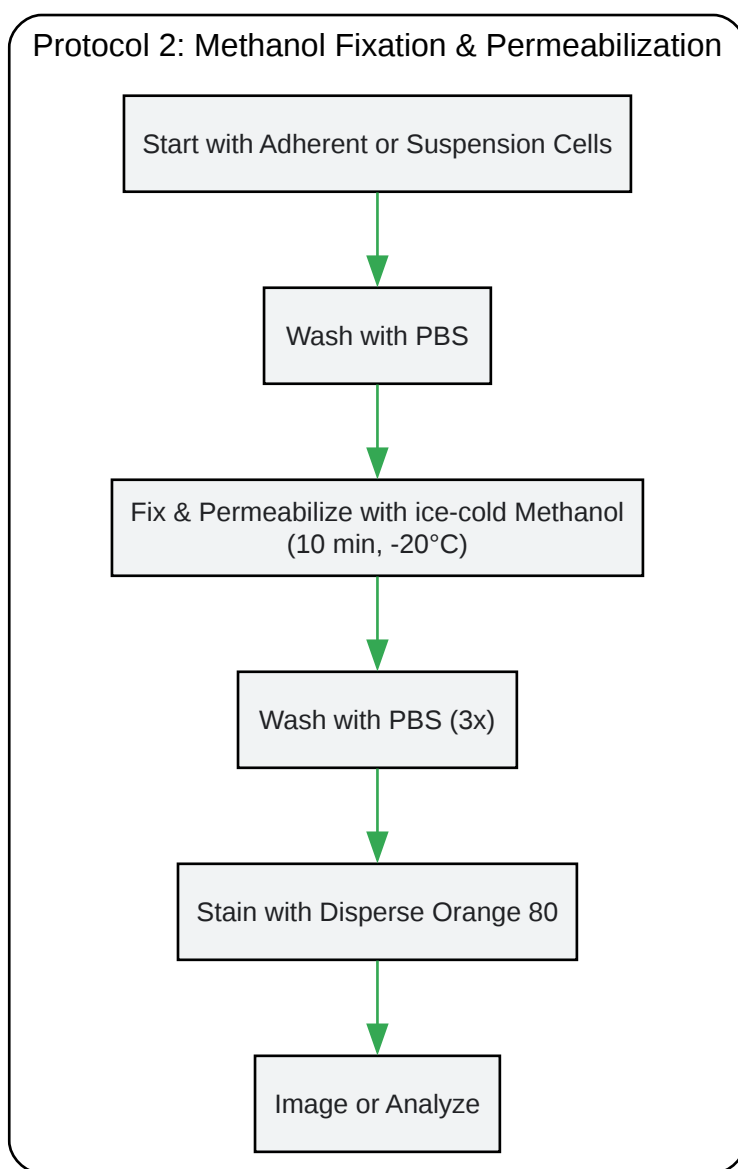 Protocol 2: Methanol Fixation & Permeabilization
Start with Adherent or Suspension Cells
Wash with PBS
Fix & Permeabilize with ice-cold Methanol
(10 min, -20°C)
Wash with PBS (3x)
Stain with Disperse Orange 80
Image or Analyze